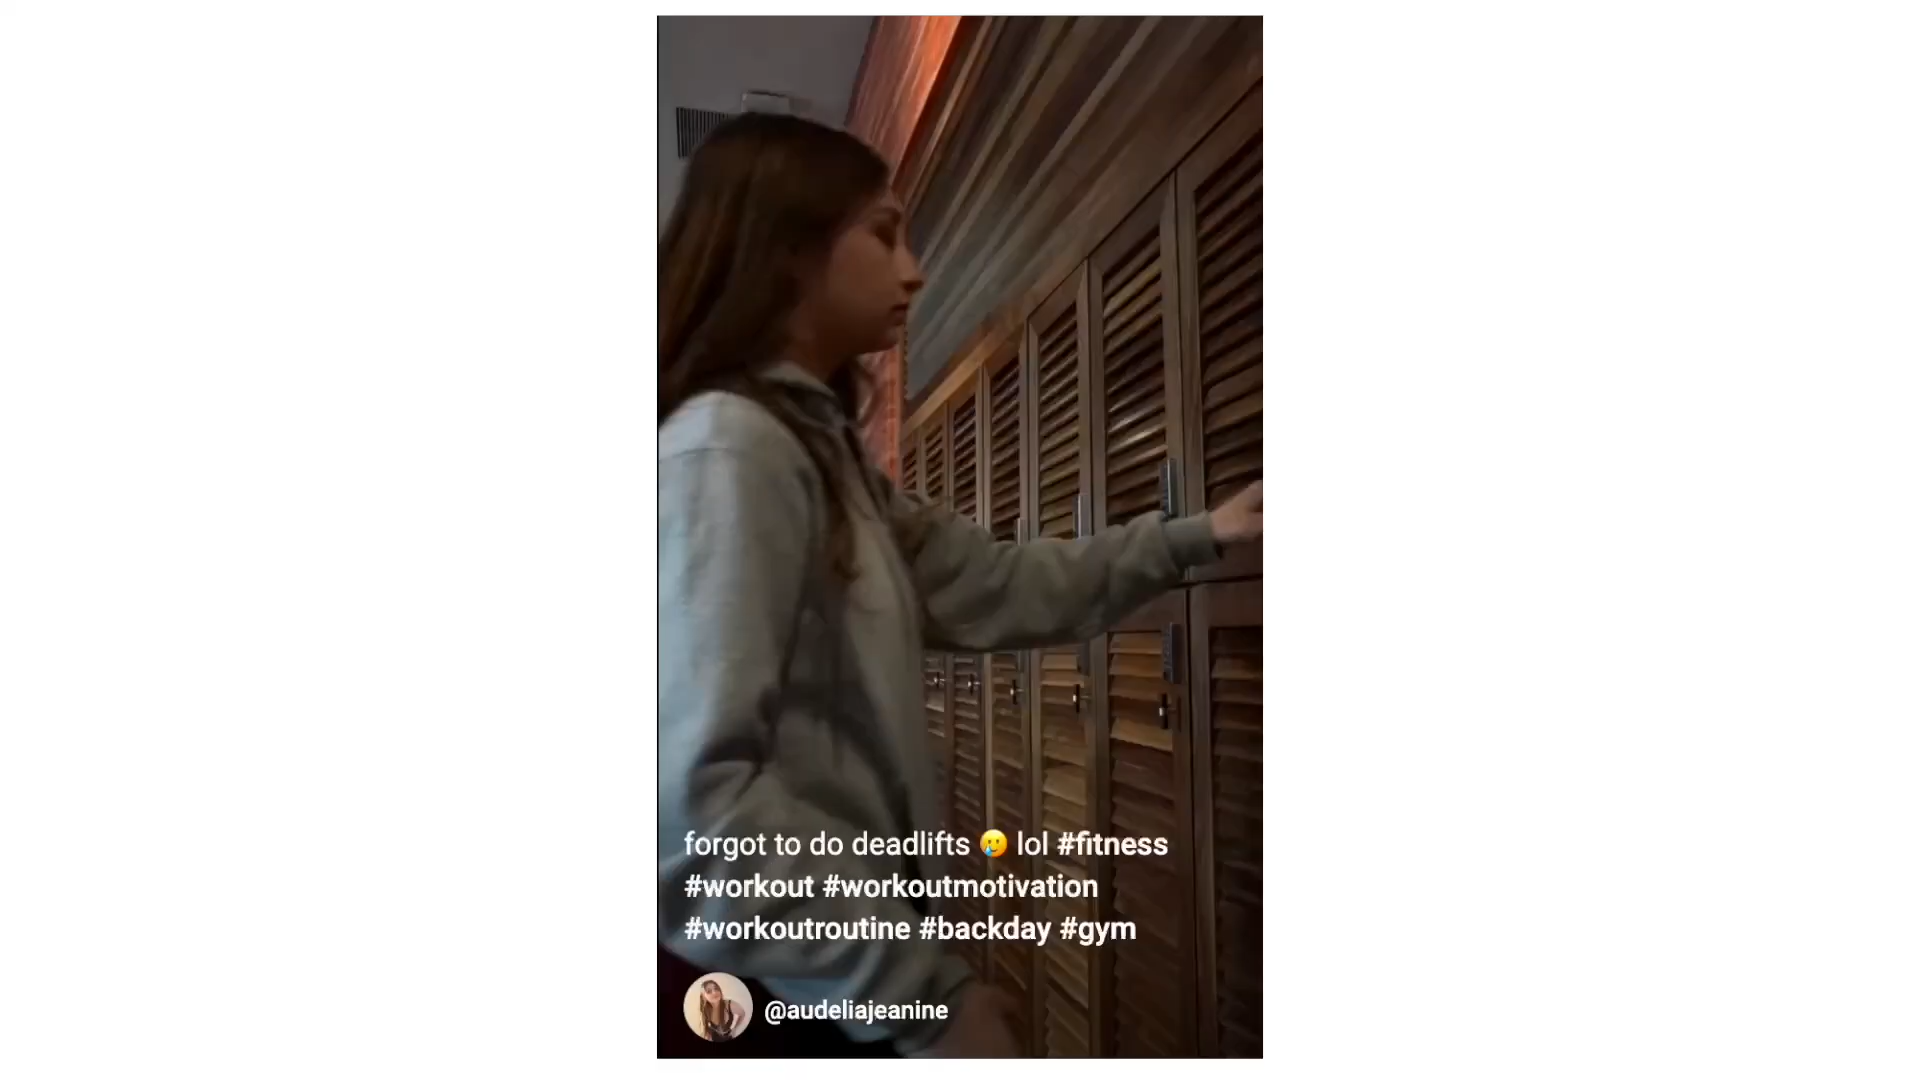 forgot to do deadlifts 🥲 lol #fitness
#workout #workoutmotivation
#workoutroutine #backday #gym
@audeliajeanine